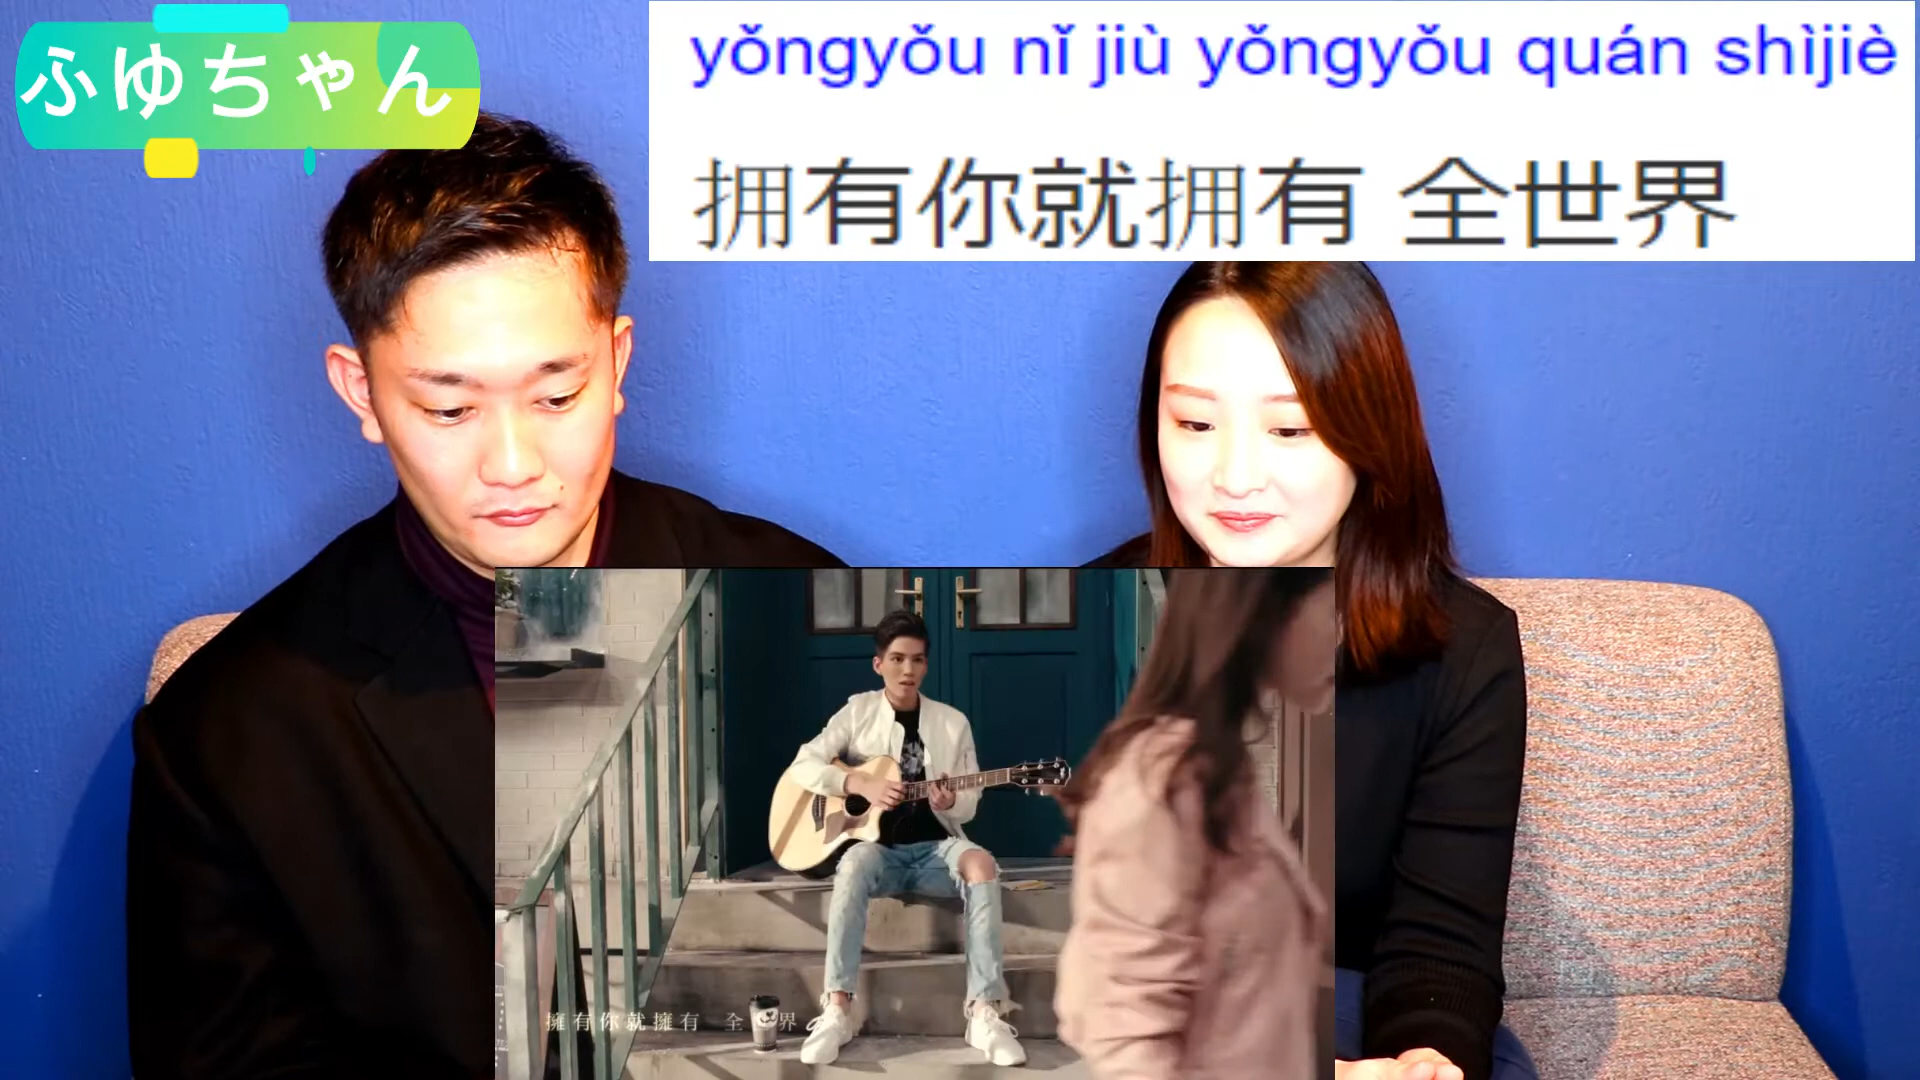 ふゆちゃん
yǒngyǒu nǐ jiù yǒngyǒu quán shìjiè
拥有你就拥有 全世界
擁有你就擁有 全世界